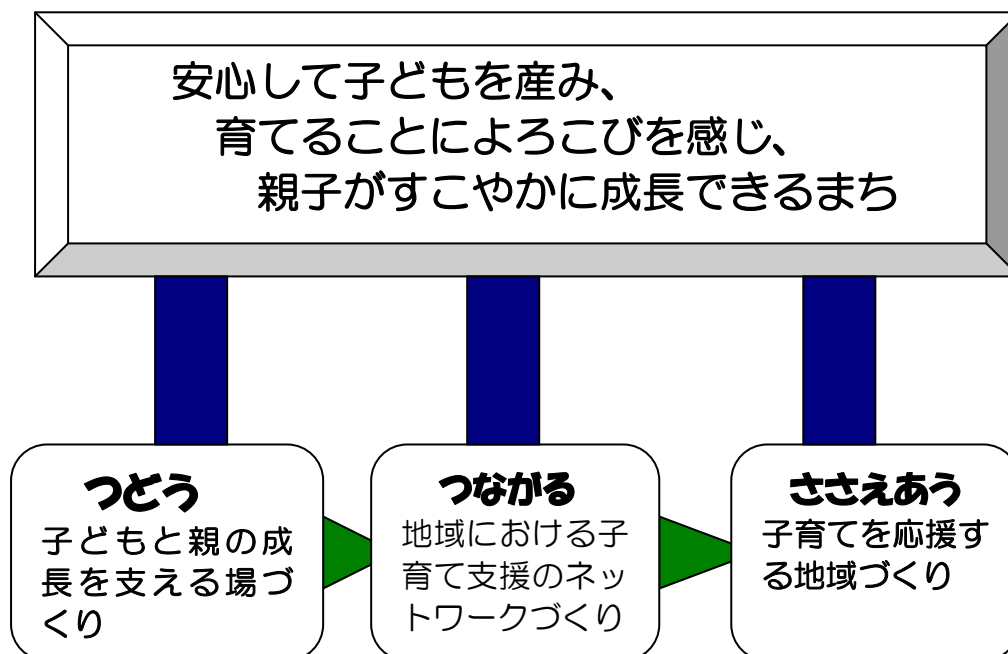 安心して子どもを産み、
育てることによろこびを感じ、
親子がすこやかに成長できるまち
つどう
子どもと親の成
長を支える場づ
くり
つながる
地域における子
育て支援のネッ
トワークづくり
ささえあう
子育てを応援す
る地域づくり